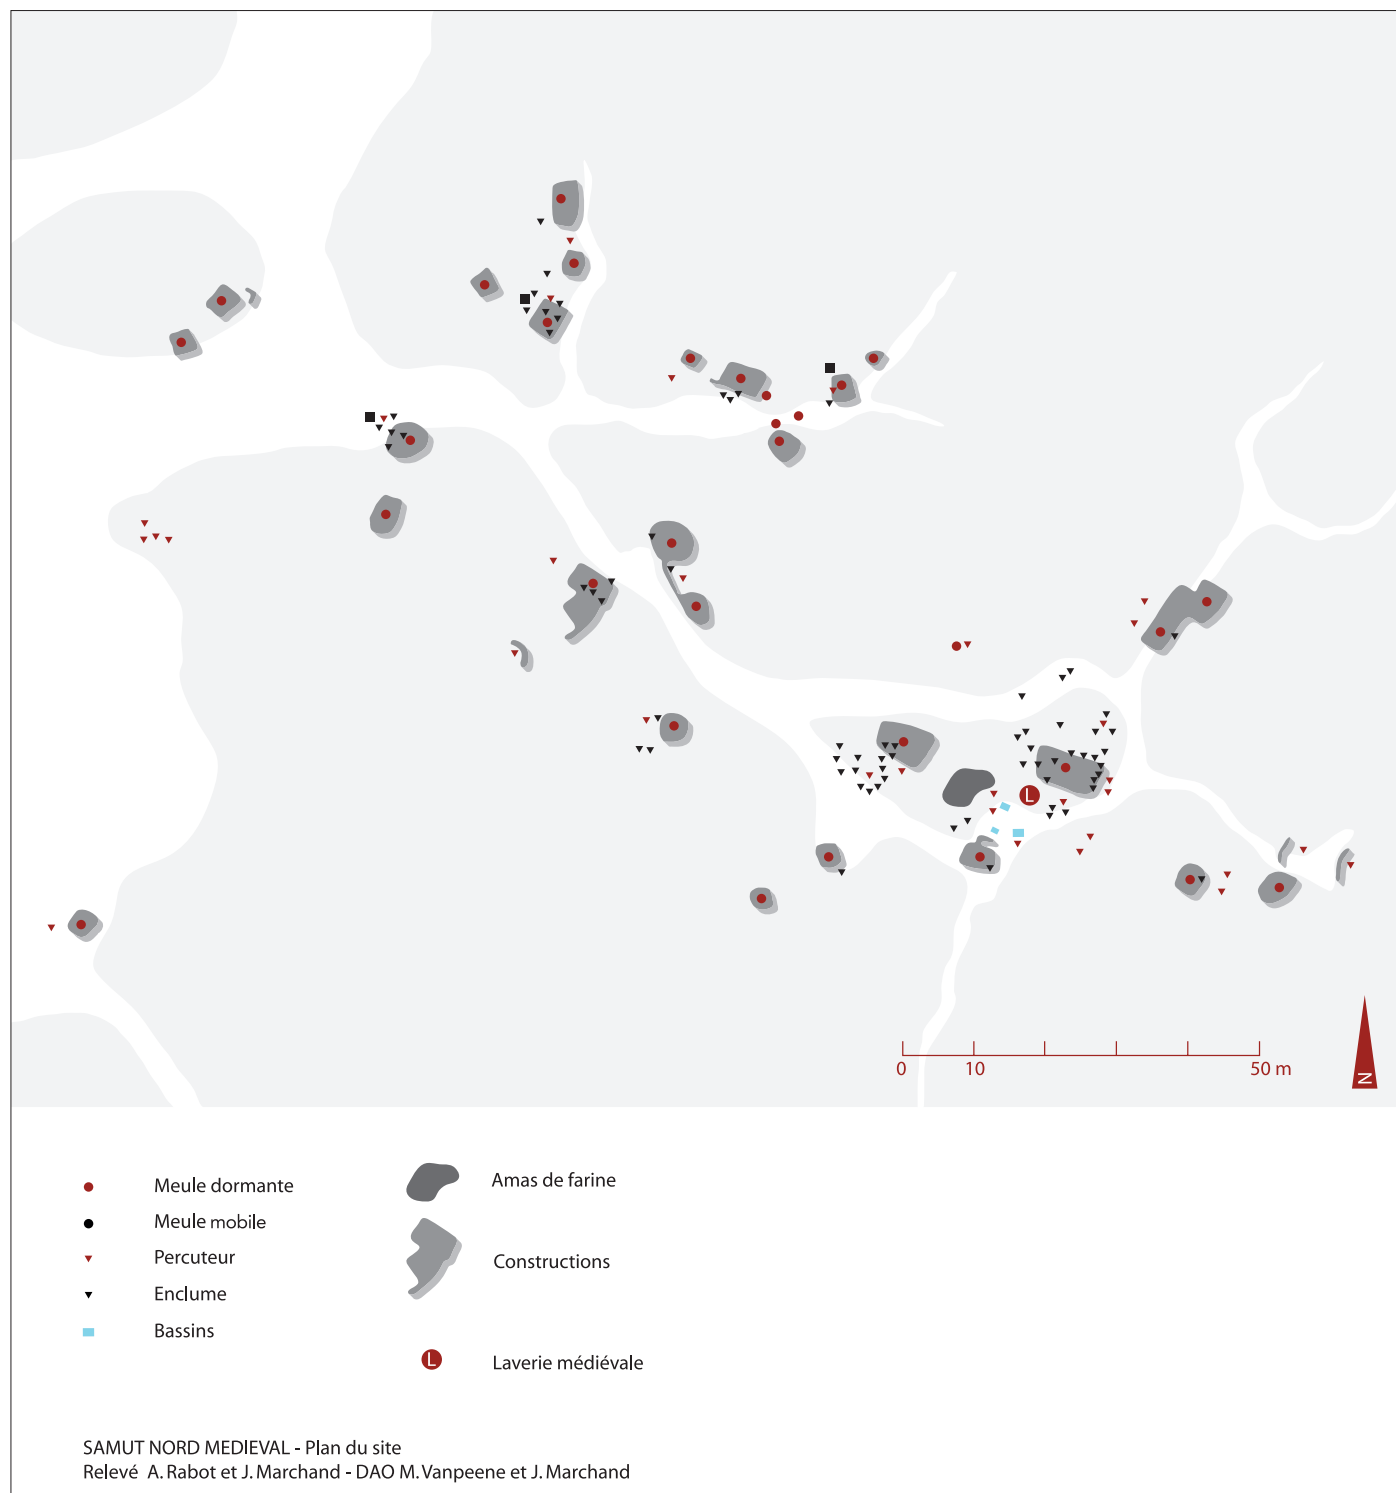 L
0 10 50 m
N
Meule dormante
Meule mobile
Percuteur
Enclume
Bassins
Amas de farine
Constructions
L Laverie médiévale
SAMUT NORD MEDIEVAL - Plan du site
Relevé A. Rabot et J. Marchand - DAO M. Vanpeene et J. Marchand